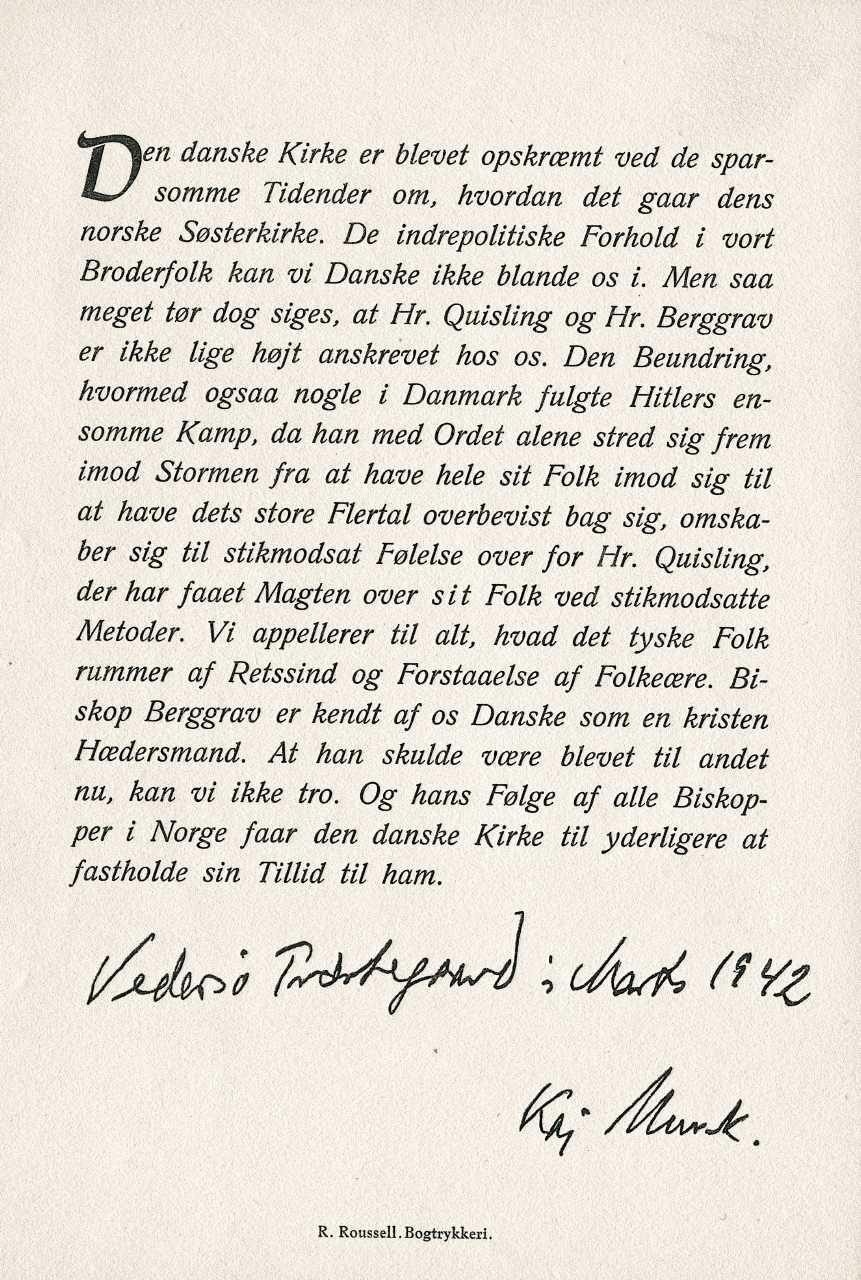 Den danske Kirke er blevet opskræmt ved de spar-
somme Tidender om, hvordan det gaar dens
norske Søsterkirke. De indrepolitiske Forhold i vort
Broderfolk kan vi Danske ikke blande os i. Men saa
meget tør dog siges, at Hr. Quisling og Hr. Berggrav
er ikke lige højt anskrevet hos os. Den Beundring,
hvormed ogsaa nogle i Danmark fulgte Hitlers en-
somme Kamp, da han med Ordet alene stred sig frem
imod Stormen fra at have hele sit Folk imod sig til
at have dets store Flertal overbevist bag sig, omska-
ber sig til stikmodsat Følelse over for Hr. Quisling,
der har faaet Magten over sit Folk ved stikmodsatte
Metoder. Vi appellerer til alt, hvad det tyske Folk
rummer af Retssind og Forstaaelse af Folkeære. Bi-
skop Berggrav er kendt af os Danske som en kristen
Hædersmand. At han skulde være blevet til andet
nu, kan vi ikke tro. Og hans Følge af alle Biskop-
per i Norge faar den danske Kirke til yderligere at
fastholde sin Tillid til ham.
Vedersø Præstegaard i Marts 1942
Kaj Munk.
R. Roussell. Bogtrykkeri.